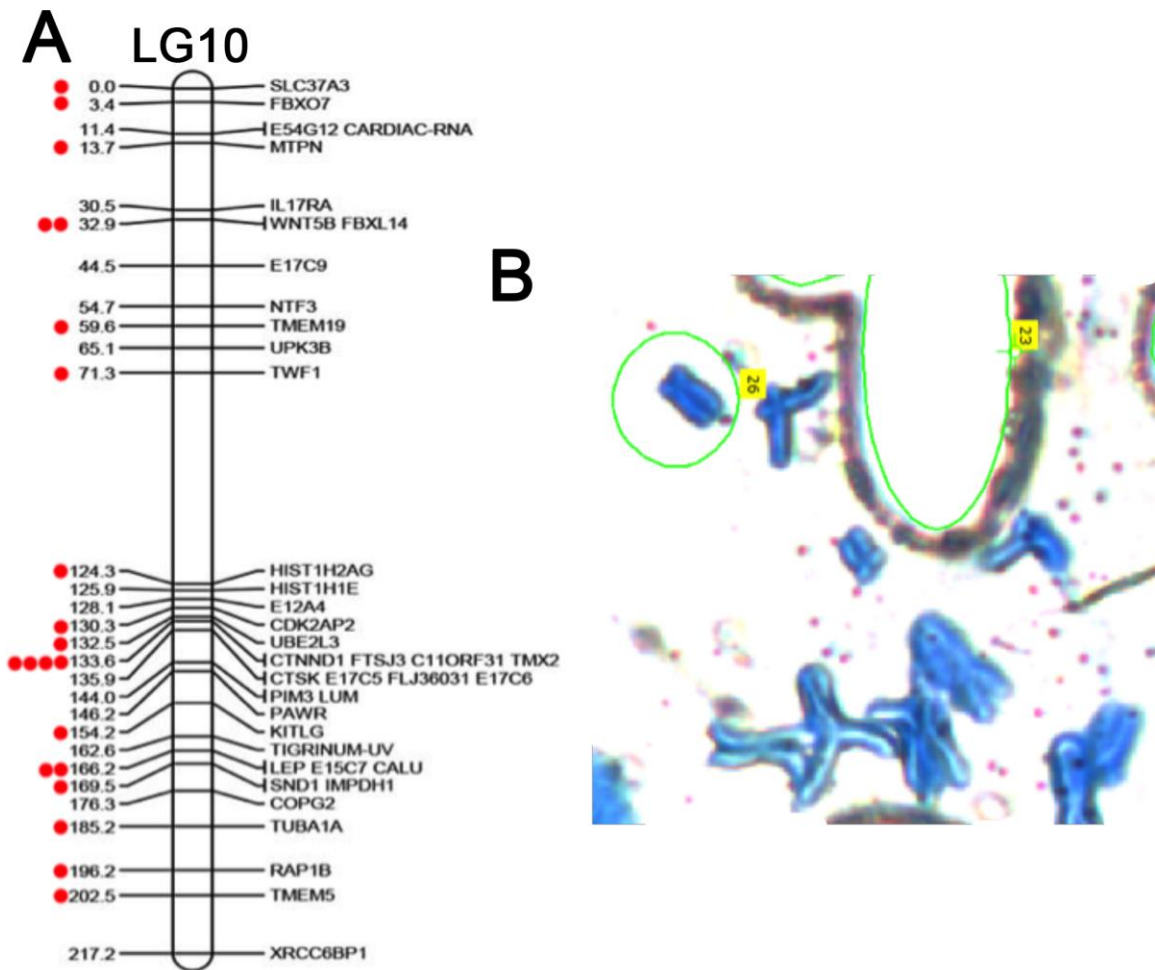 A LG10
0.0 SLC37A3
3.4 FBXO7
11.4 E54G12 CARDIAC-RNA
13.7 MTPN
30.5 IL17RA
32.9 WNT5B FBXL14
44.5 E17C9
54.7 NTF3
59.6 TMEM19
65.1 UPK3B
71.3 TWF1
124.3 HIST1H2AG
125.9 HIST1H1E
128.1 E12A4
130.3 CDK2AP2
132.5 UBE2L3
133.6 CTNND1 FTSJ3 C11ORF31 TMX2
135.9 CTSK E17C5 FLJ36031 E17C6
144.0 PIM3 LUM
146.2 PAWR
154.2 KITLG
162.6 TIGRINUM-UV
166.2 LEP E15C7 CALU
169.5 SND1 IMPDH1
176.3 COPG2
185.2 TUBA1A
196.2 RAP1B
202.5 TMEM5
217.2 XRCC6BP1
B
23
26